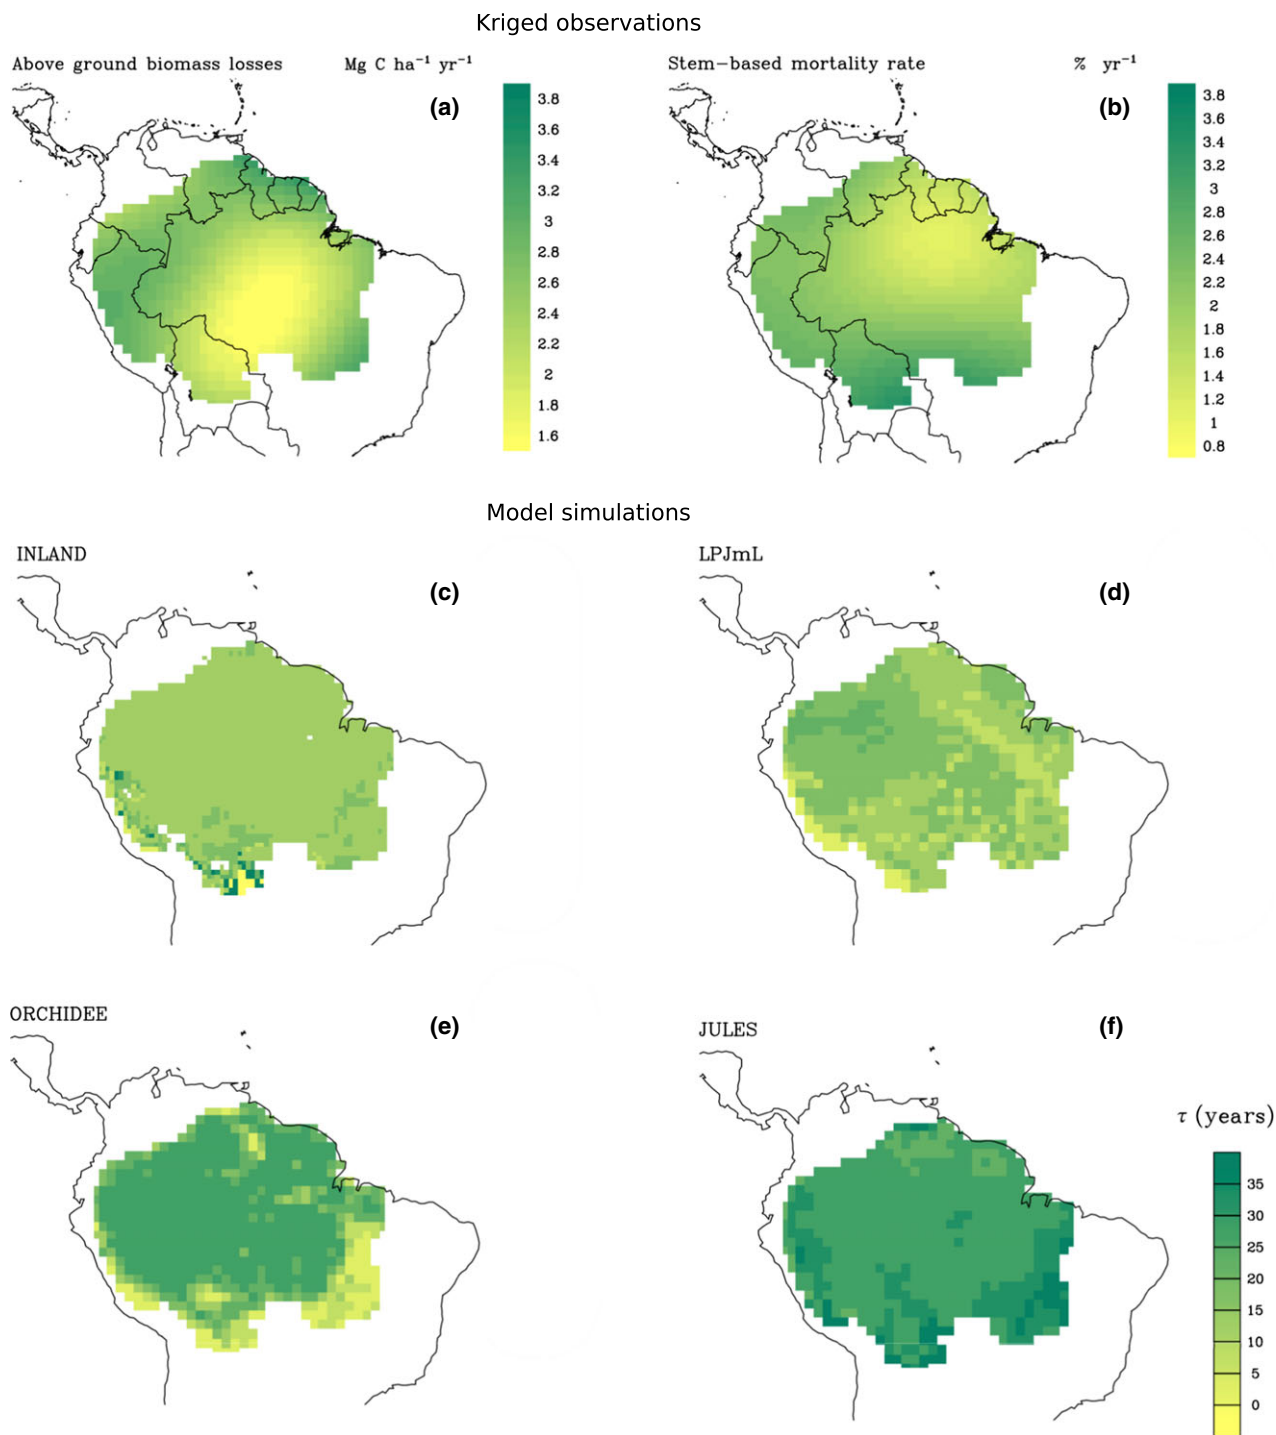 Kriged observations
Above ground biomass losses Mg C ha⁻¹ yr⁻¹
(a)
3.8
3.6
3.4
3.2
3
2.8
2.6
2.4
2.2
2
1.8
1.6
Stem-based mortality rate % yr⁻¹
(b)
3.8
3.6
3.4
3.2
3
2.8
2.6
2.4
2.2
2
1.8
1.6
1.4
1.2
1
0.8
Model simulations
INLAND
(c)
LPJmL
(d)
ORCHIDEE
(e)
JULES
(f)
τ (years)
35
30
25
20
15
10
5
0